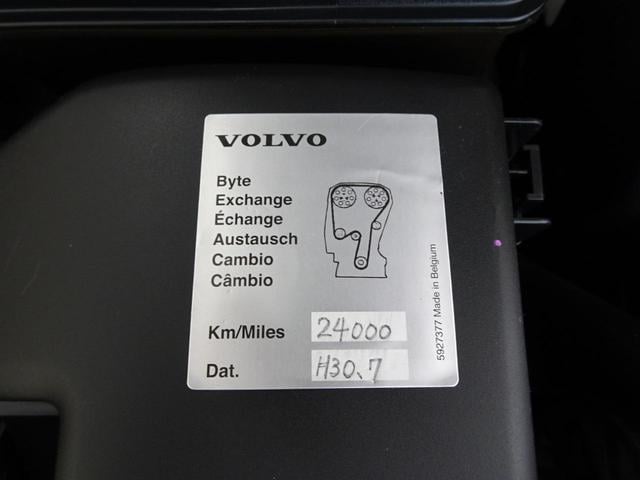 VOLVO
Byte
Exchange
Échange
Austausch
Cambio
Câmbio
Km/Miles 24000
Dat. H30.7
5927377 Made in Belgium